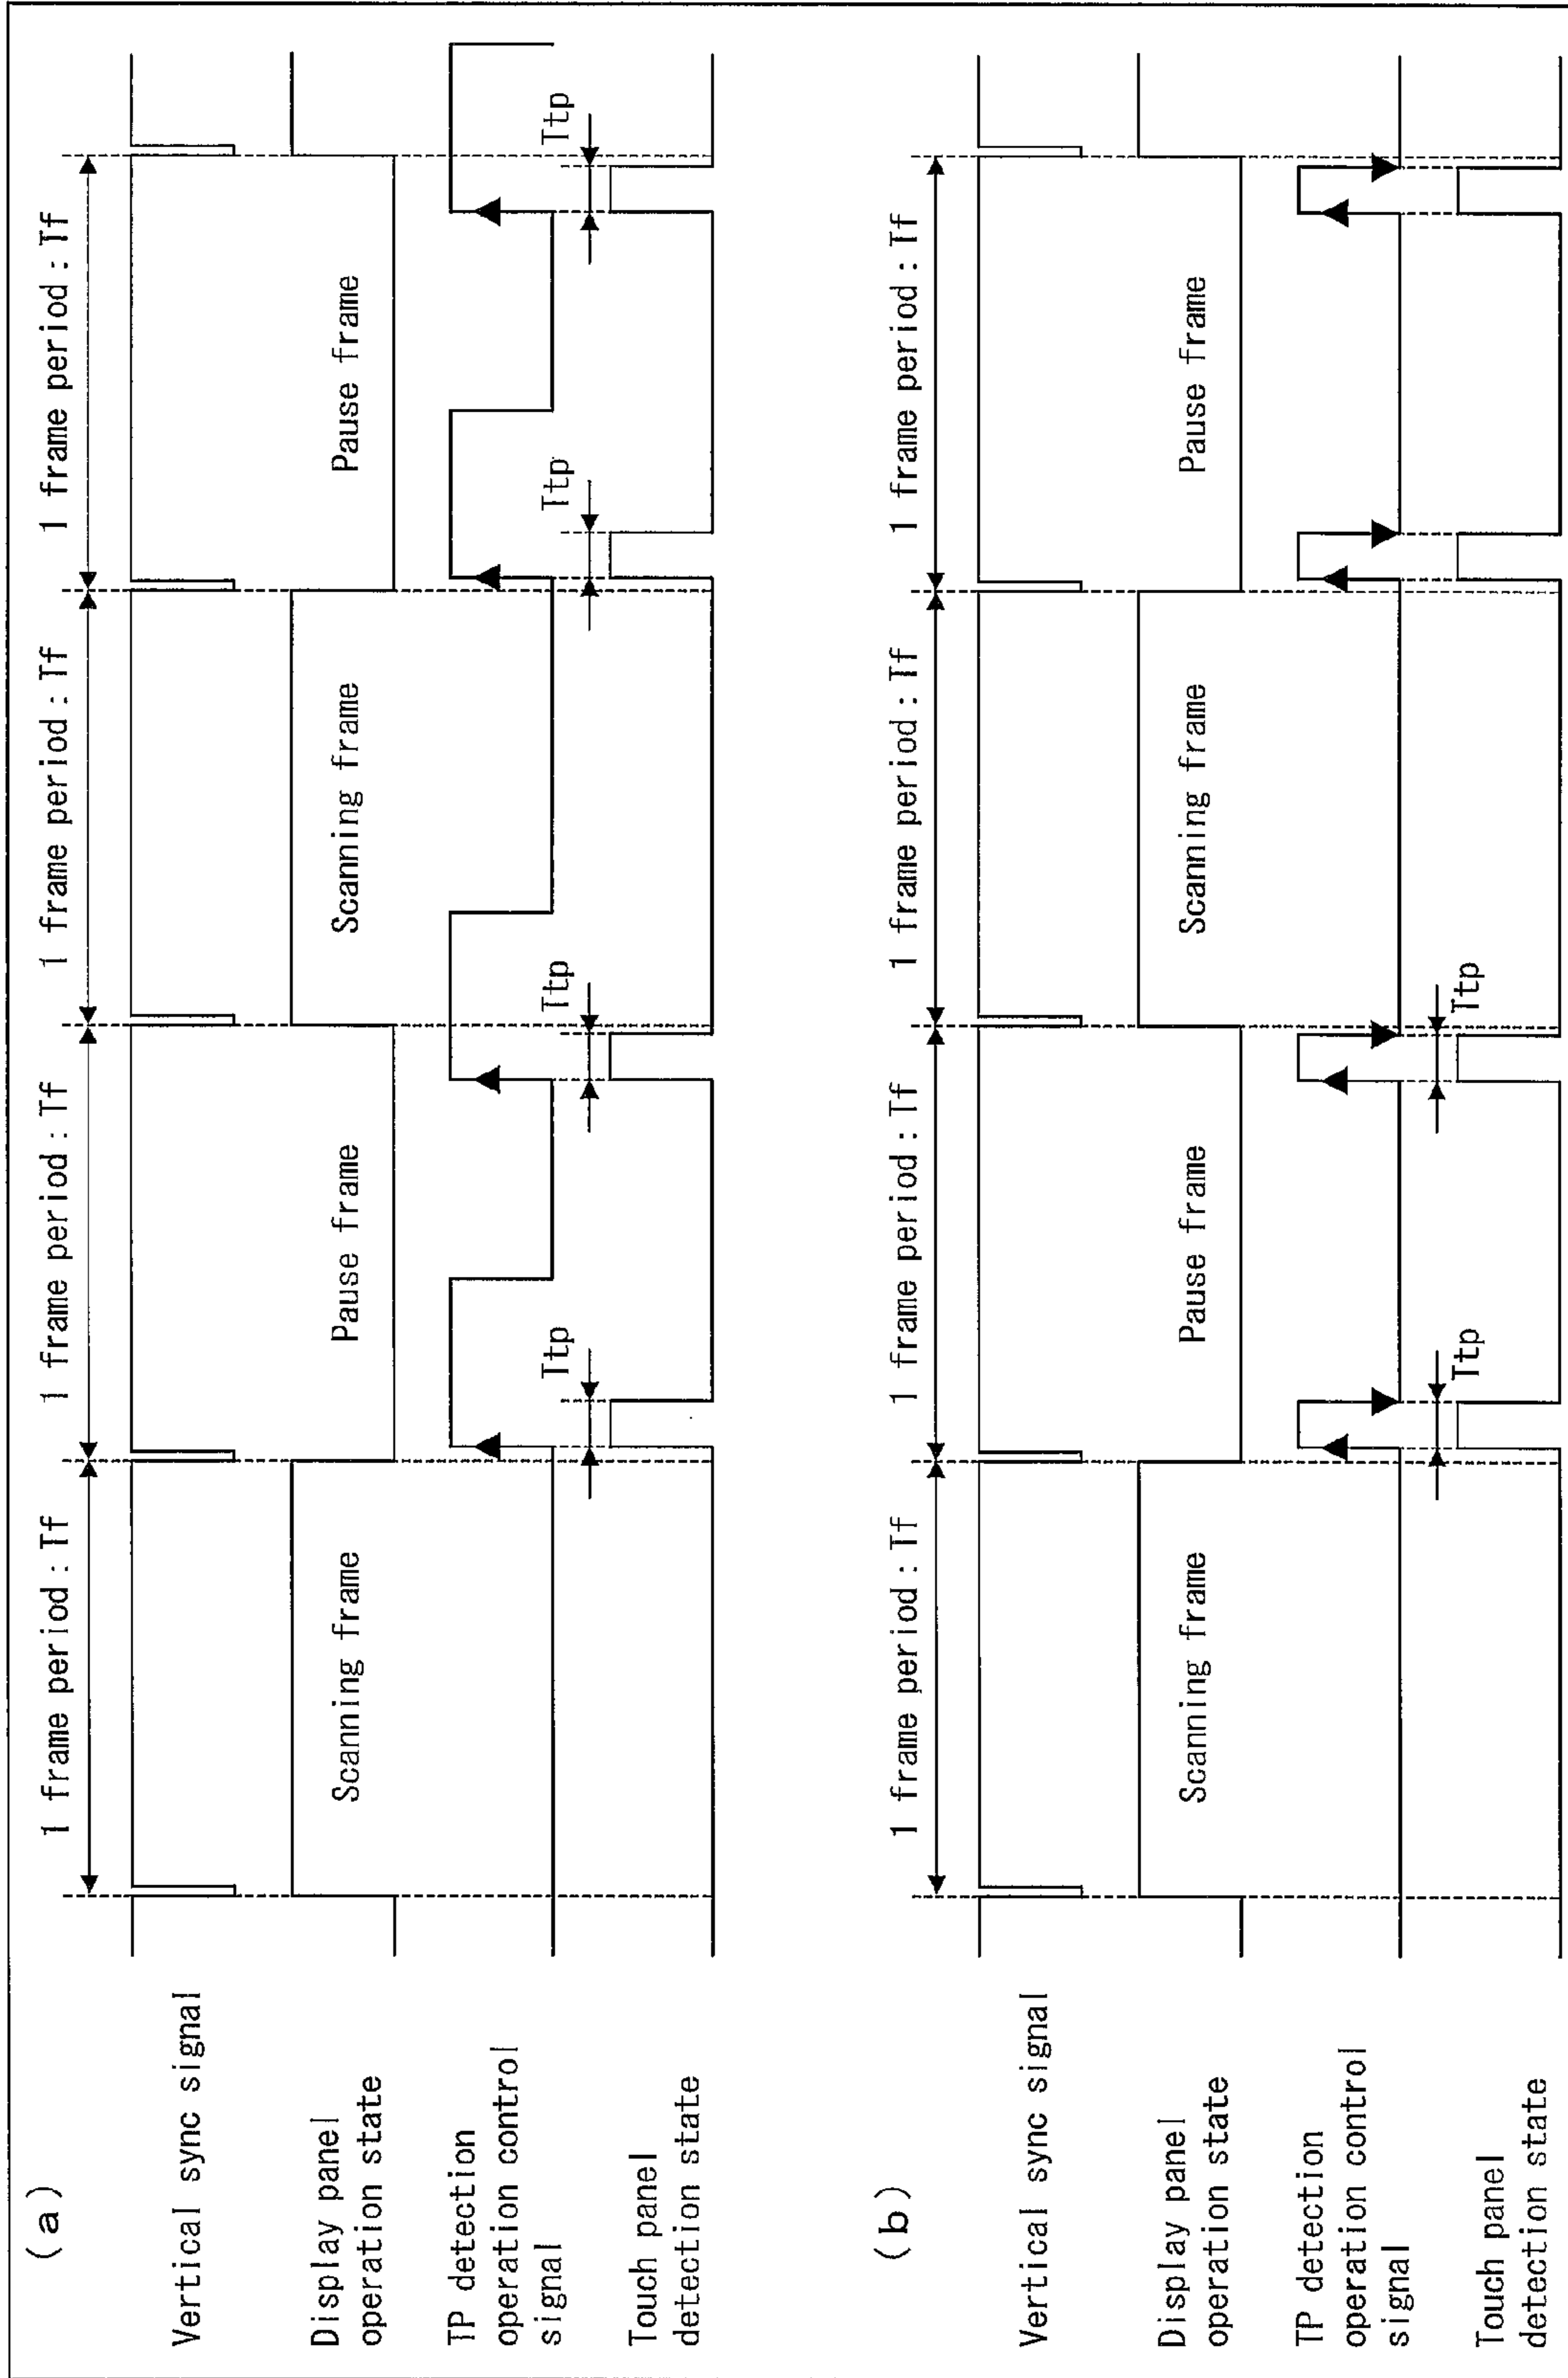 (a)
1 frame period : Tf
1 frame period : Tf
1 frame period : Tf
1 frame period : Tf
Vertical sync signal
Display panel
operation state
Scanning frame
Pause frame
Scanning frame
Pause frame
TP detection
operation control
signal
Ttp
Ttp
Ttp
Ttp
Touch panel
detection state
(b)
1 frame period : Tf
1 frame period : Tf
1 frame period : Tf
1 frame period : Tf
Vertical sync signal
Display panel
operation state
Scanning frame
Pause frame
Scanning frame
Pause frame
TP detection
operation control
signal
Ttp
Ttp
Touch panel
detection state